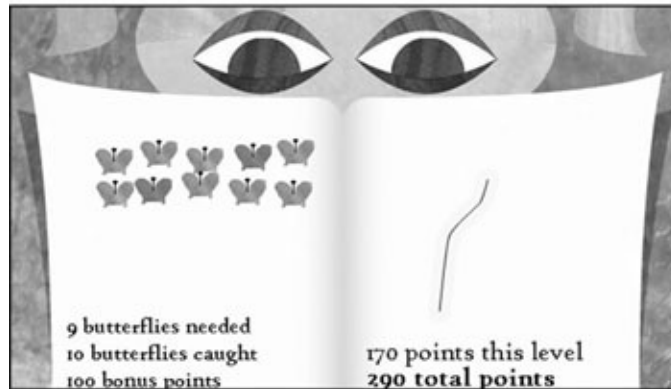 9 butterflies needed
10 butterflies caught
100 bonus points
170 points this level
290 total points